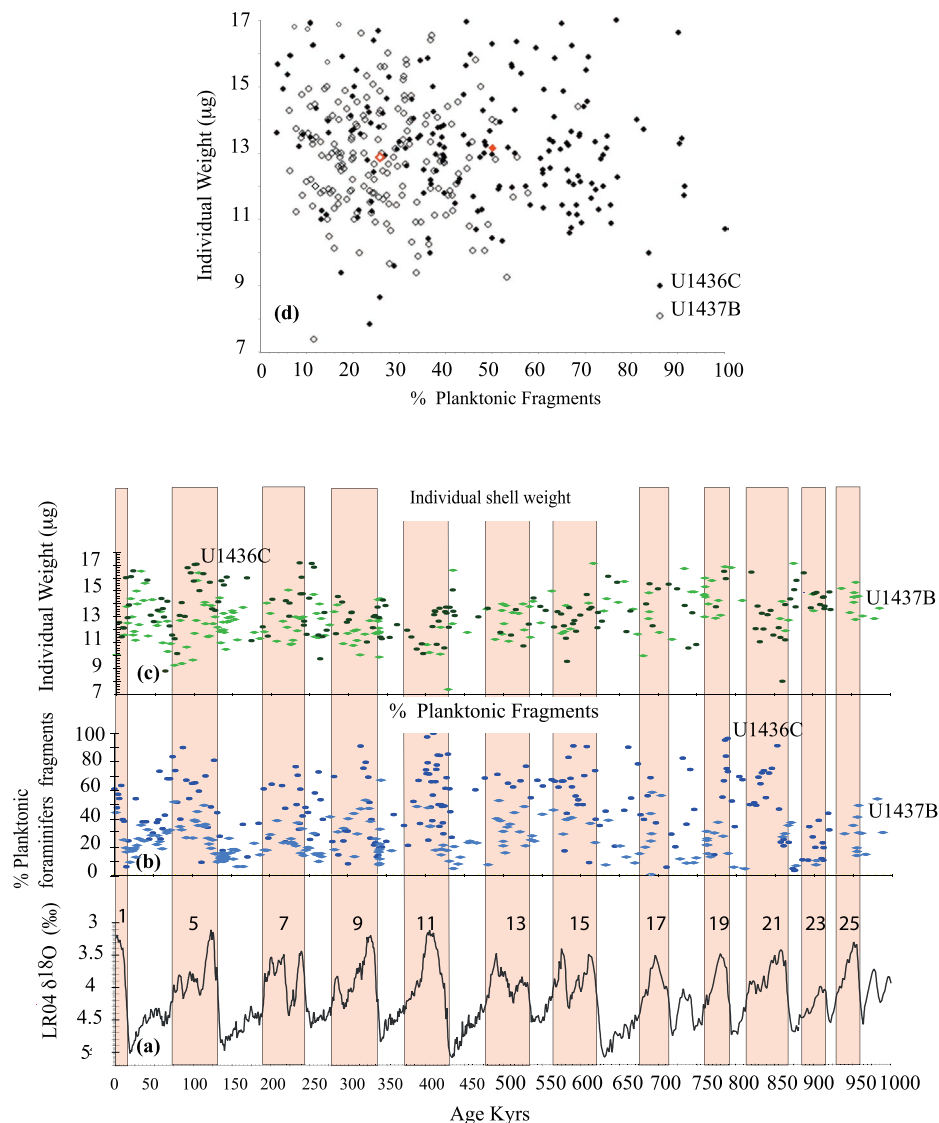 17
15
13
11
9
7
Individual Weight (µg)
(d)
U1436C
U1437B
0 10 20 30 40 50 60 70 80 90 100
% Planktonic Fragments
Individual shell weight
17
15
13
11
9
7
Individual Weight (µg)
U1436C
U1437B
(c)
% Planktonic Fragments
100
80
60
40
20
0
% Planktonic
foraminifers fragments
U1436C
U1437B
(b)
1 5 7 9 11 13 15 17 19 21 23 25
3
3.5
4
4.5
5
LR04 δ18O (‰)
(a)
0 50 100 150 200 250 300 350 400 450 500 550 600 650 700 750 800 850 900 950 1000
Age Kyrs